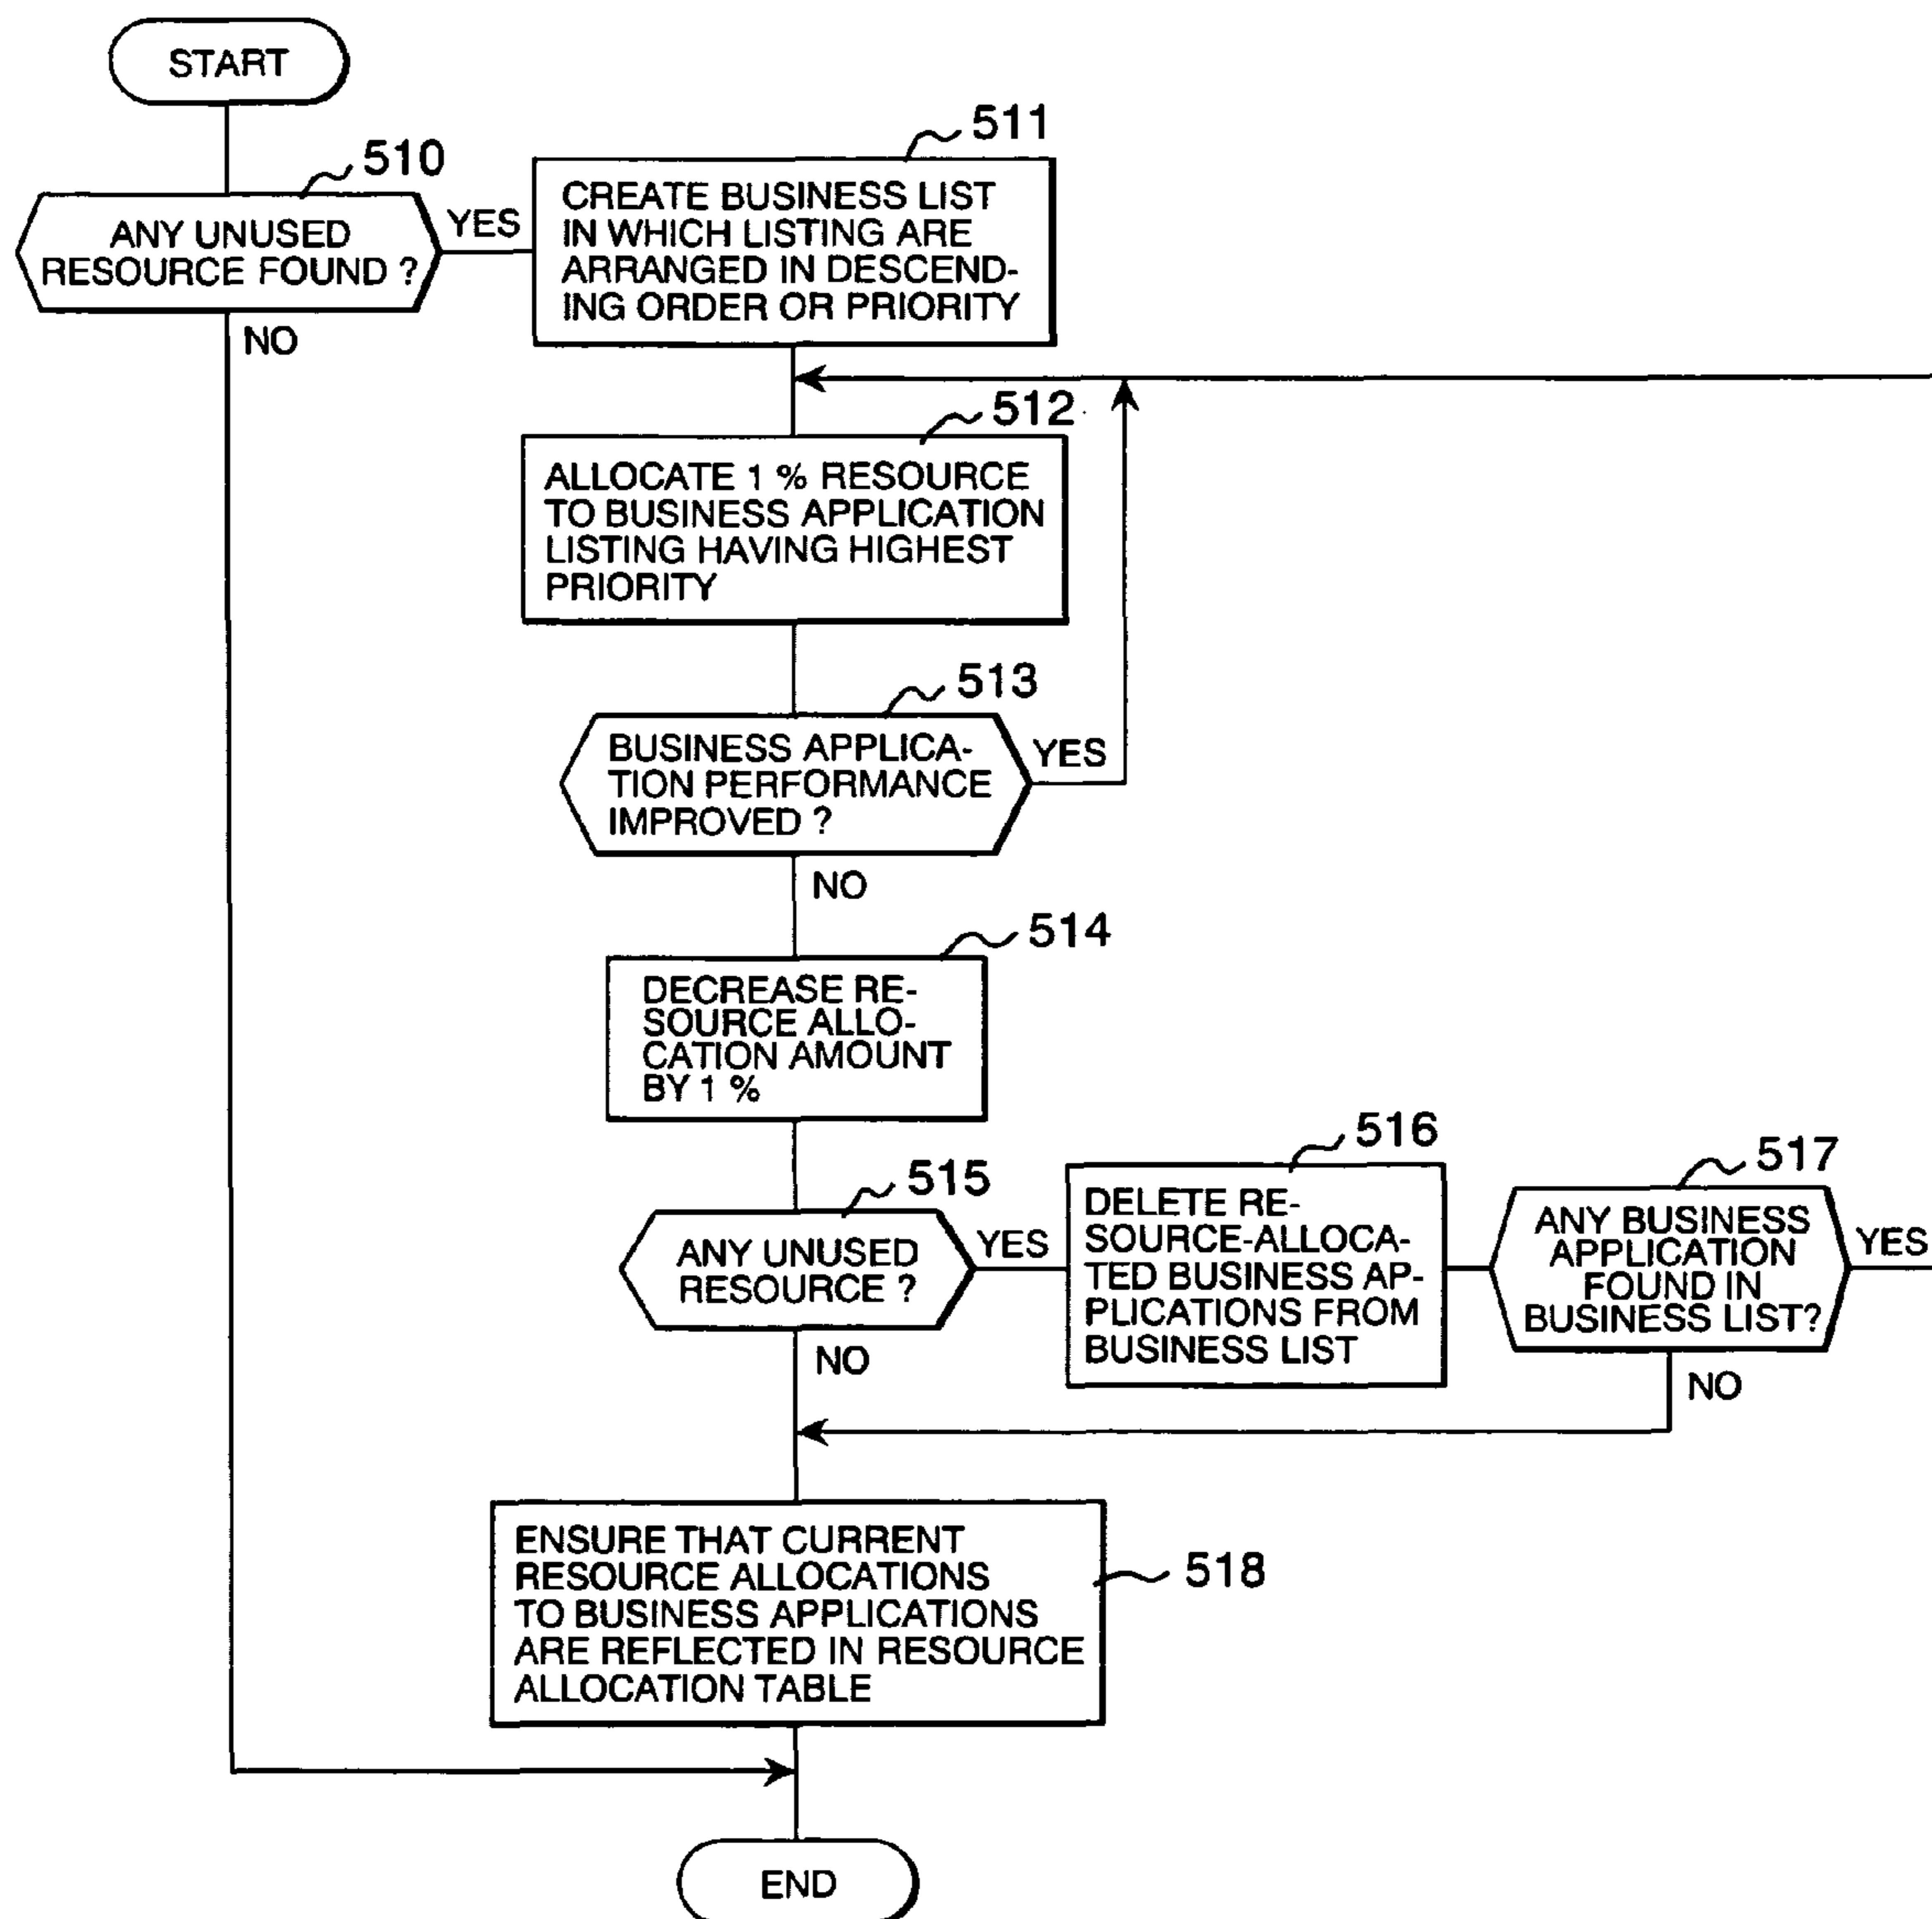 START
510
ANY UNUSED
RESOURCE FOUND ?
YES
NO
511
CREATE BUSINESS LIST
IN WHICH LISTING ARE
ARRANGED IN DESCEND-
ING ORDER OR PRIORITY
512
ALLOCATE 1 % RESOURCE
TO BUSINESS APPLICATION
LISTING HAVING HIGHEST
PRIORITY
513
BUSINESS APPLICA-
TION PERFORMANCE
IMPROVED ?
YES
NO
514
DECREASE RE-
SOURCE ALLO-
CATION AMOUNT
BY 1 %
515
ANY UNUSED
RESOURCE ?
YES
NO
516
DELETE RE-
SOURCE-ALLOCA-
TED BUSINESS AP-
PLICATIONS FROM
BUSINESS LIST
517
ANY BUSINESS
APPLICATION
FOUND IN
BUSINESS LIST?
YES
NO
518
ENSURE THAT CURRENT
RESOURCE ALLOCATIONS
TO BUSINESS APPLICATIONS
ARE REFLECTED IN RESOURCE
ALLOCATION TABLE
END